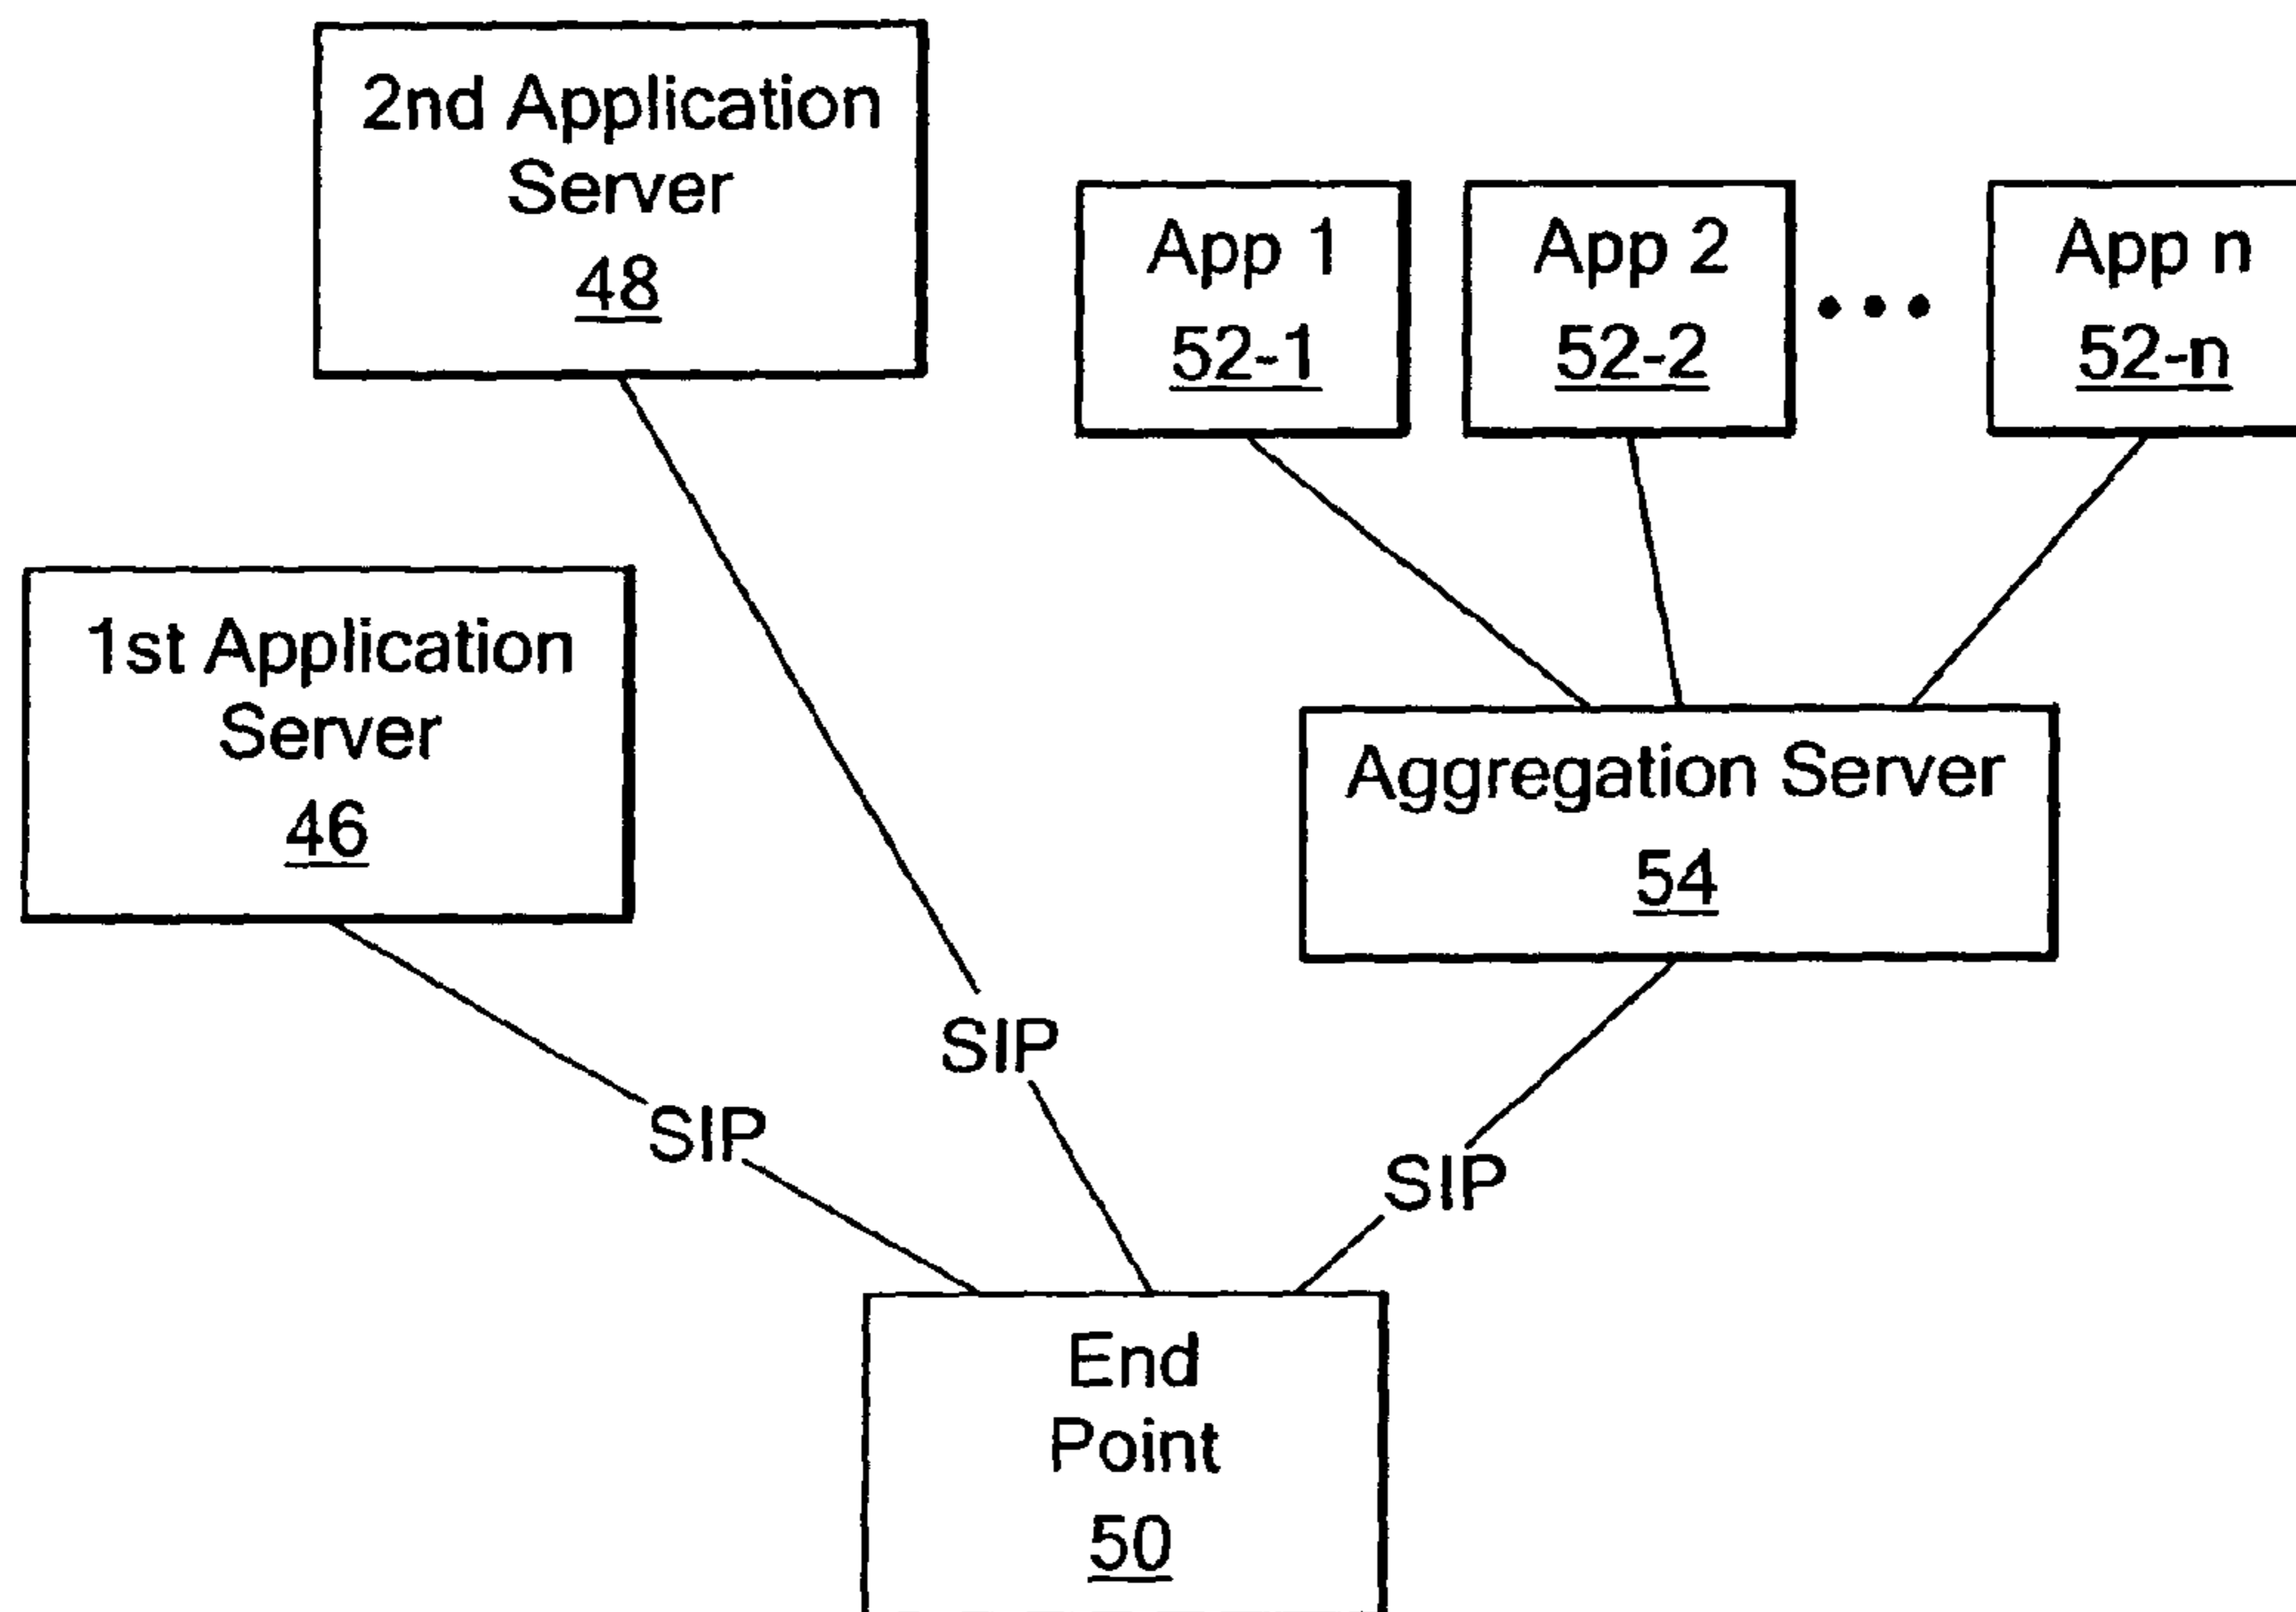 2nd Application
Server
48
App 1
52-1
App 2
52-2
App n
52-n
1st Application
Server
46
Aggregation Server
54
SIP
SIP
SIP
End
Point
50